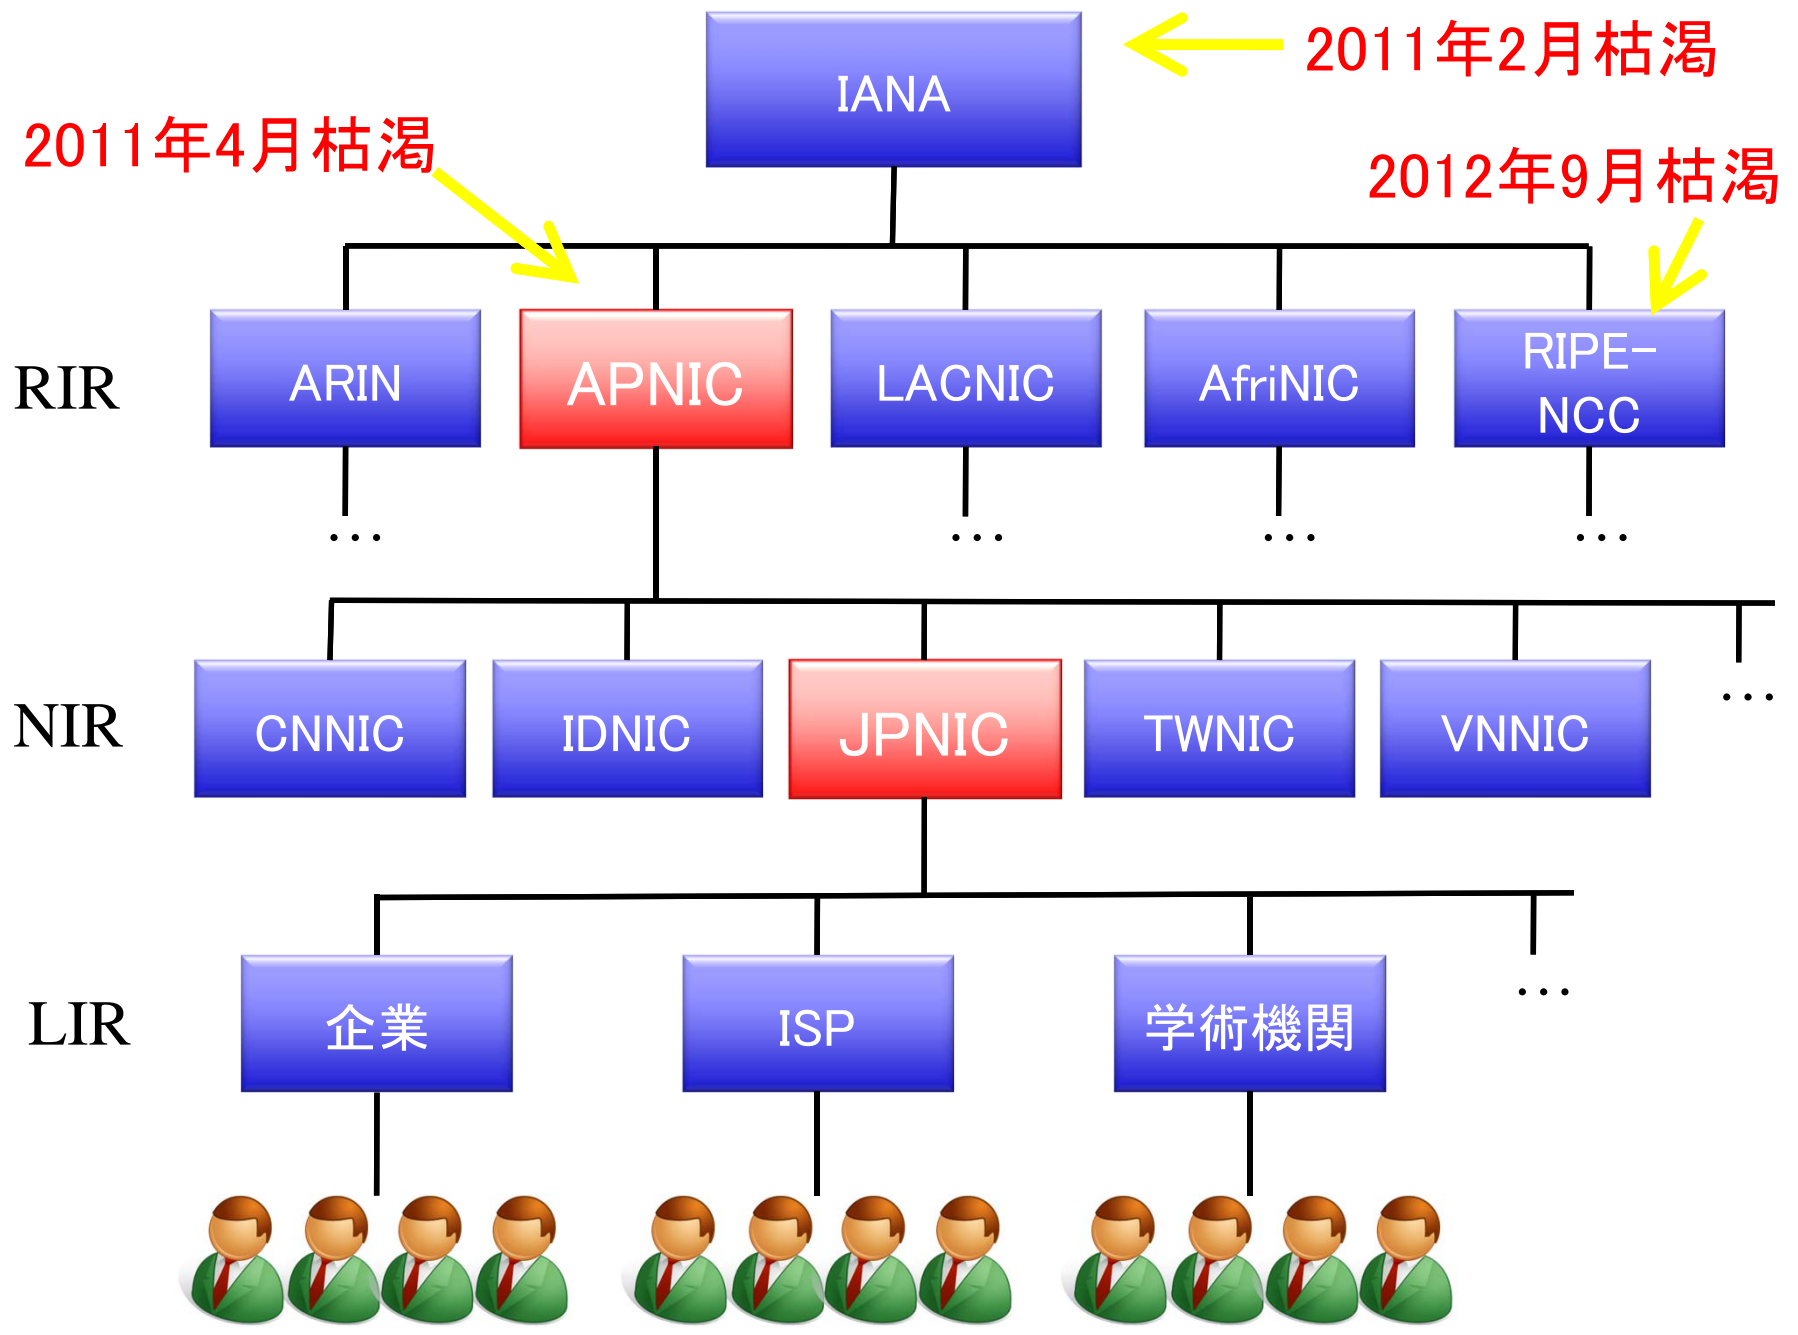 2011年2月枯渇
IANA
2011年4月枯渇
2012年9月枯渇
RIR
ARIN
APNIC
LACNIC
AfriNIC
RIPE-
NCC
…
…
…
…
NIR
CNNIC
IDNIC
JPNIC
TWNIC
VNNIC
…
LIR
企業
ISP
学術機関
…